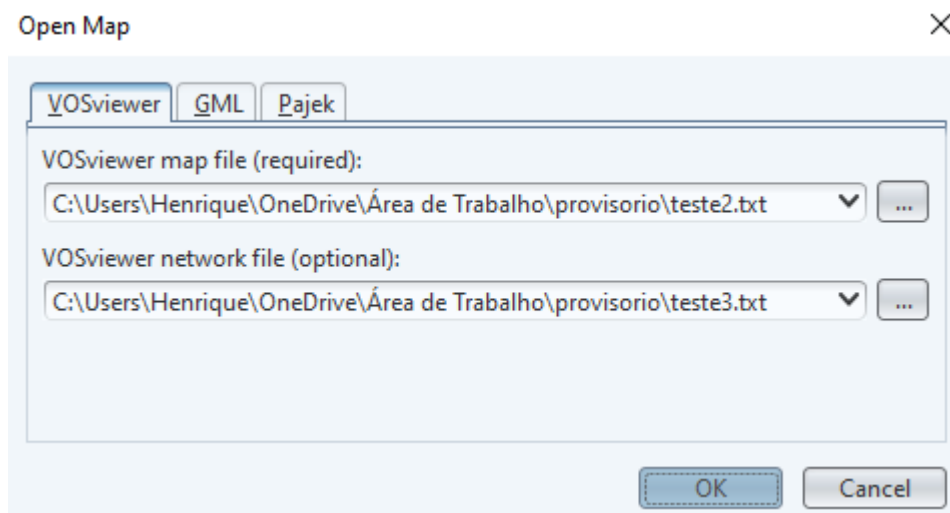 Open Map
VOSviewer GML Pajek
VOSviewer map file (required):
C:\Users\Henrique\OneDrive\Área de Trabalho\provisorio\teste2.txt ...
VOSviewer network file (optional):
C:\Users\Henrique\OneDrive\Área de Trabalho\provisorio\teste3.txt ...
OK Cancel